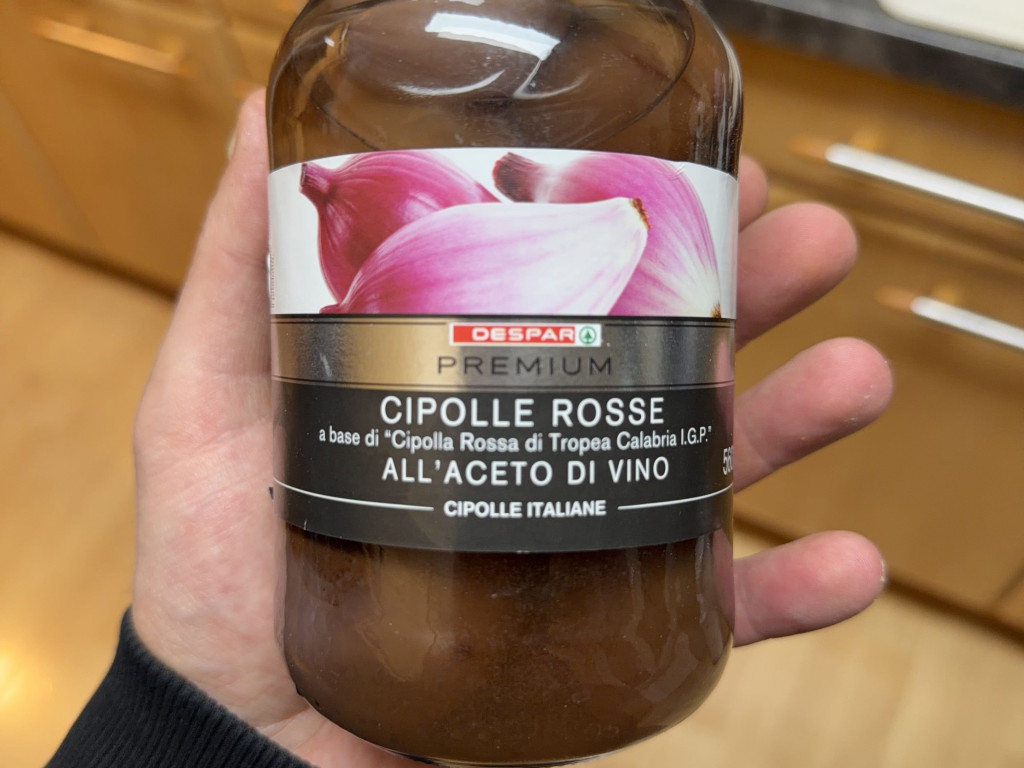 DESPAR
PREMIUM
CIPOLLE ROSSE
a base di "Cipolla Rossa di Tropea Calabria I.G.P."
ALL'ACETO DI VINO
CIPOLLE ITALIANE